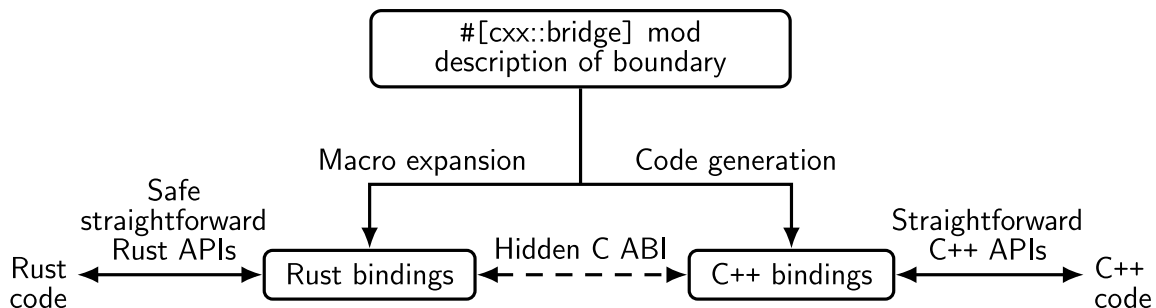 #[cxx::bridge] mod
description of boundary
Macro expansion
Code generation
Safe
straightforward
Rust APIs
Straightforward
C++ APIs
Hidden C ABI
Rust
code
Rust bindings
C++ bindings
C++
code